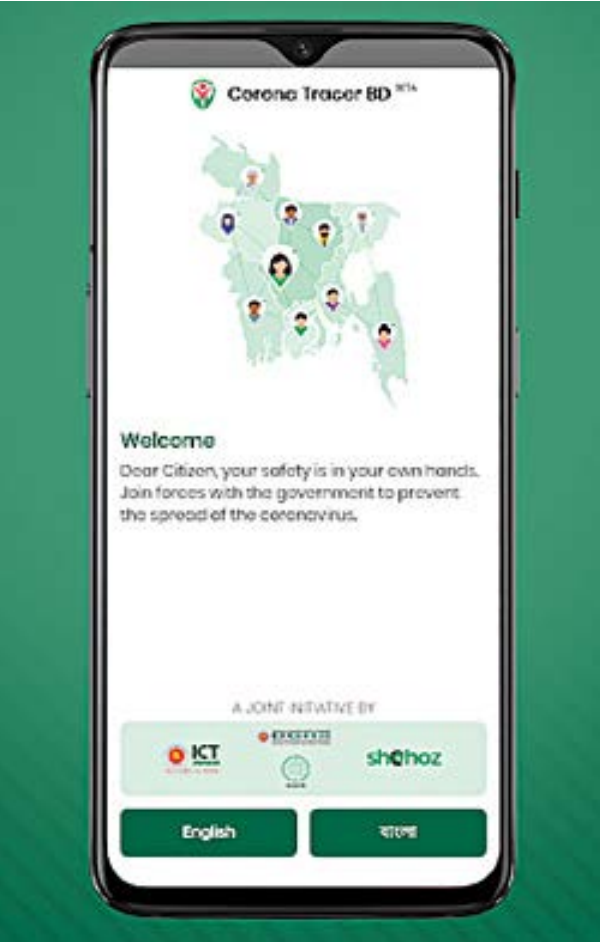 Corona Tracer BD BETA
Welcome
Dear Citizen, your safety is in your own hands.
Join forces with the government to prevent
the spread of the coronavirus.
A JOINT INITIATIVE BY
ICT
shohoz
English
বাংলা